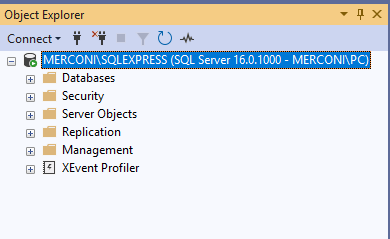 Object Explorer
Connect
MERCONI\SQLEXPRESS (SQL Server 16.0.1000 - MERCONI\PC)
Databases
Security
Server Objects
Replication
Management
XEvent Profiler